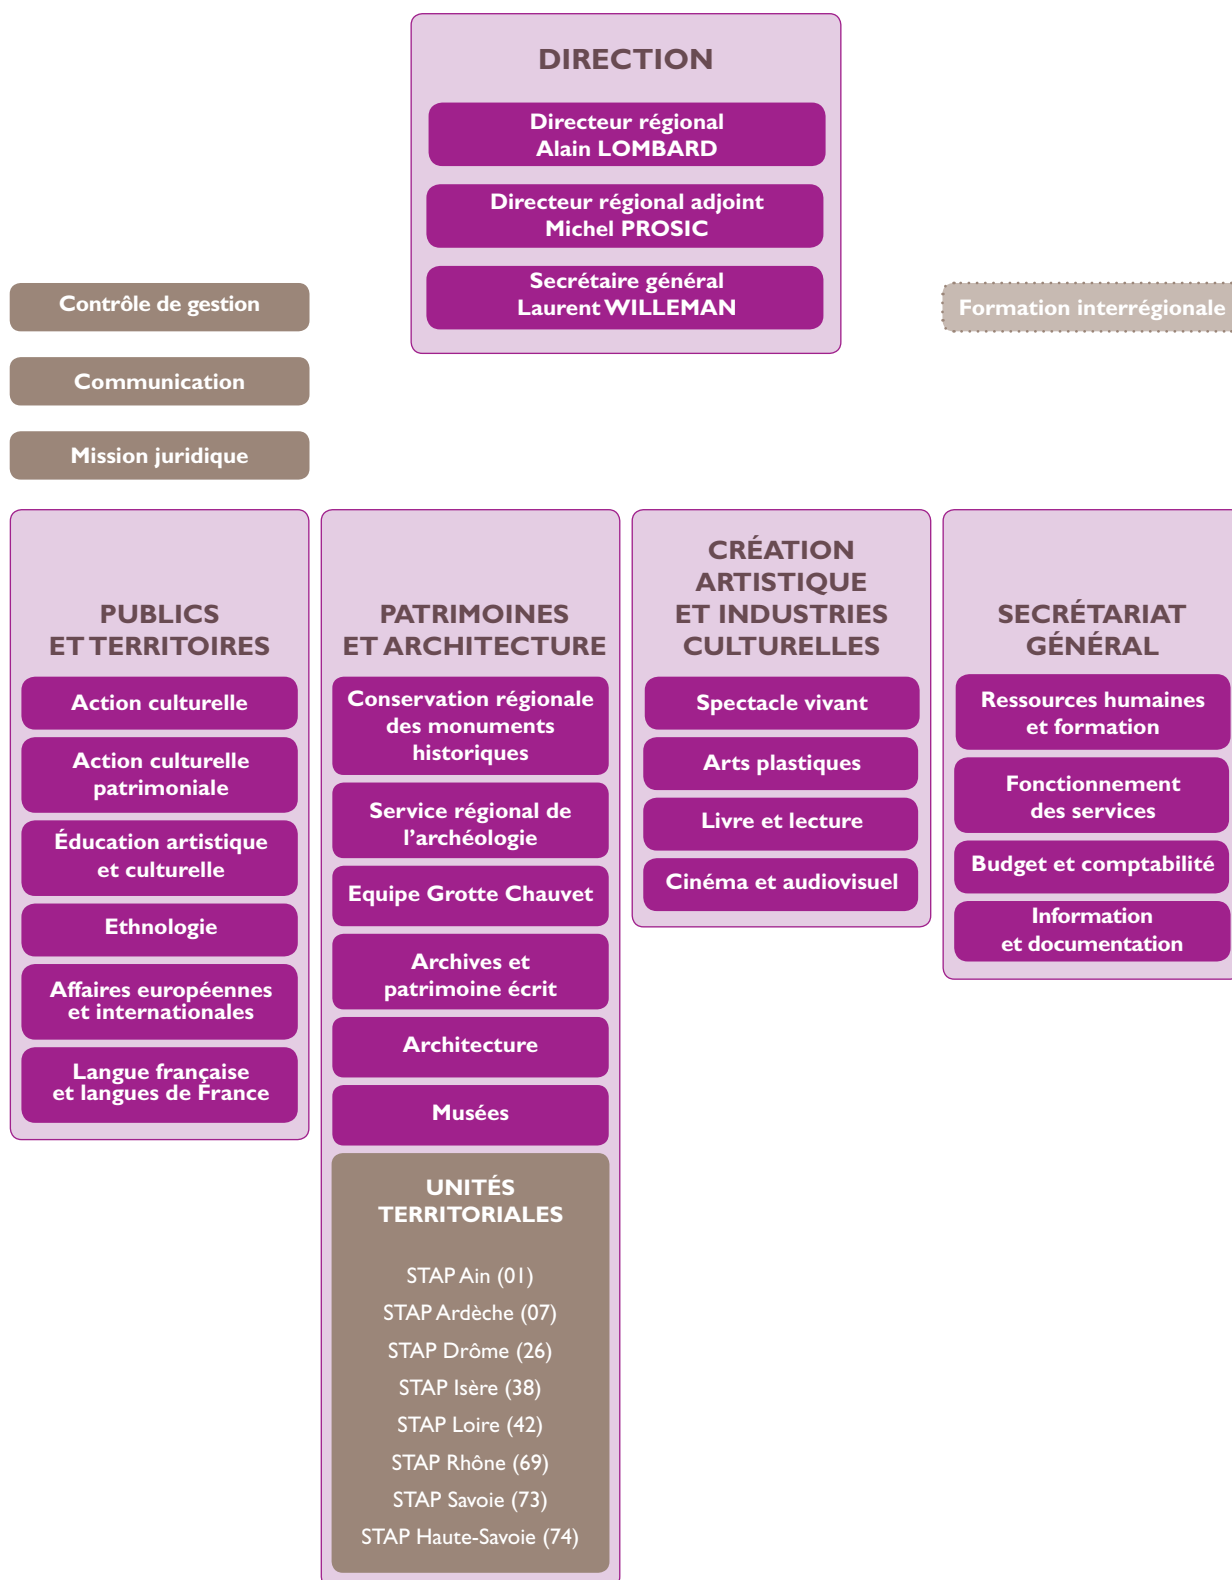 DIRECTION
Directeur régional
Alain LOMBARD
Directeur régional adjoint
Michel PROSIC
Secrétaire général
Laurent WILLEMAN
Contrôle de gestion
Communication
Mission juridique
Formation interrégionale
PUBLICS
ET TERRITOIRES
Action culturelle
Action culturelle
patrimoniale
Éducation artistique
et culturelle
Ethnologie
Affaires européennes
et internationales
Langue française
et langues de France
PATRIMOINES
ET ARCHITECTURE
Conservation régionale
des monuments
historiques
Service régional de
l’archéologie
Equipe Grotte Chauvet
Archives et
patrimoine écrit
Architecture
Musées
UNITÉS
TERRITORIALES
STAP Ain (01)
STAP Ardèche (07)
STAP Drôme (26)
STAP Isère (38)
STAP Loire (42)
STAP Rhône (69)
STAP Savoie (73)
STAP Haute-Savoie (74)
CRÉATION
ARTISTIQUE
ET INDUSTRIES
CULTURELLES
Spectacle vivant
Arts plastiques
Livre et lecture
Cinéma et audiovisuel
SECRÉTARIAT
GÉNÉRAL
Ressources humaines
et formation
Fonctionnement
des services
Budget et comptabilité
Information
et documentation